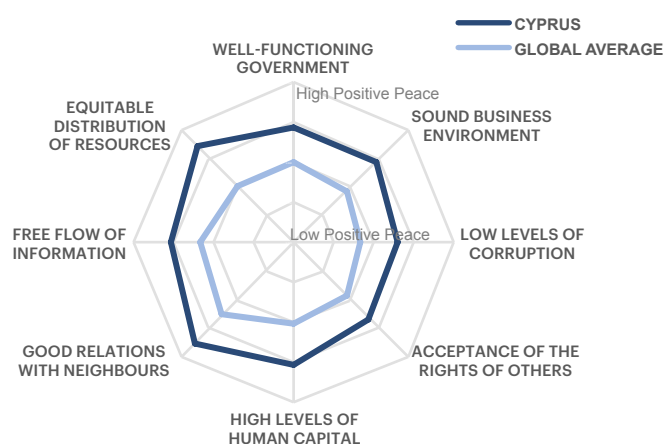 CYPRUS
GLOBAL AVERAGE
WELL-FUNCTIONING
GOVERNMENT
High Positive Peace
EQUITABLE
DISTRIBUTION
OF RESOURCES
SOUND BUSINESS
ENVIRONMENT
FREE FLOW OF
INFORMATION
Low Positive Peace
LOW LEVELS OF
CORRUPTION
GOOD RELATIONS
WITH NEIGHBOURS
ACCEPTANCE OF THE
RIGHTS OF OTHERS
HIGH LEVELS OF
HUMAN CAPITAL